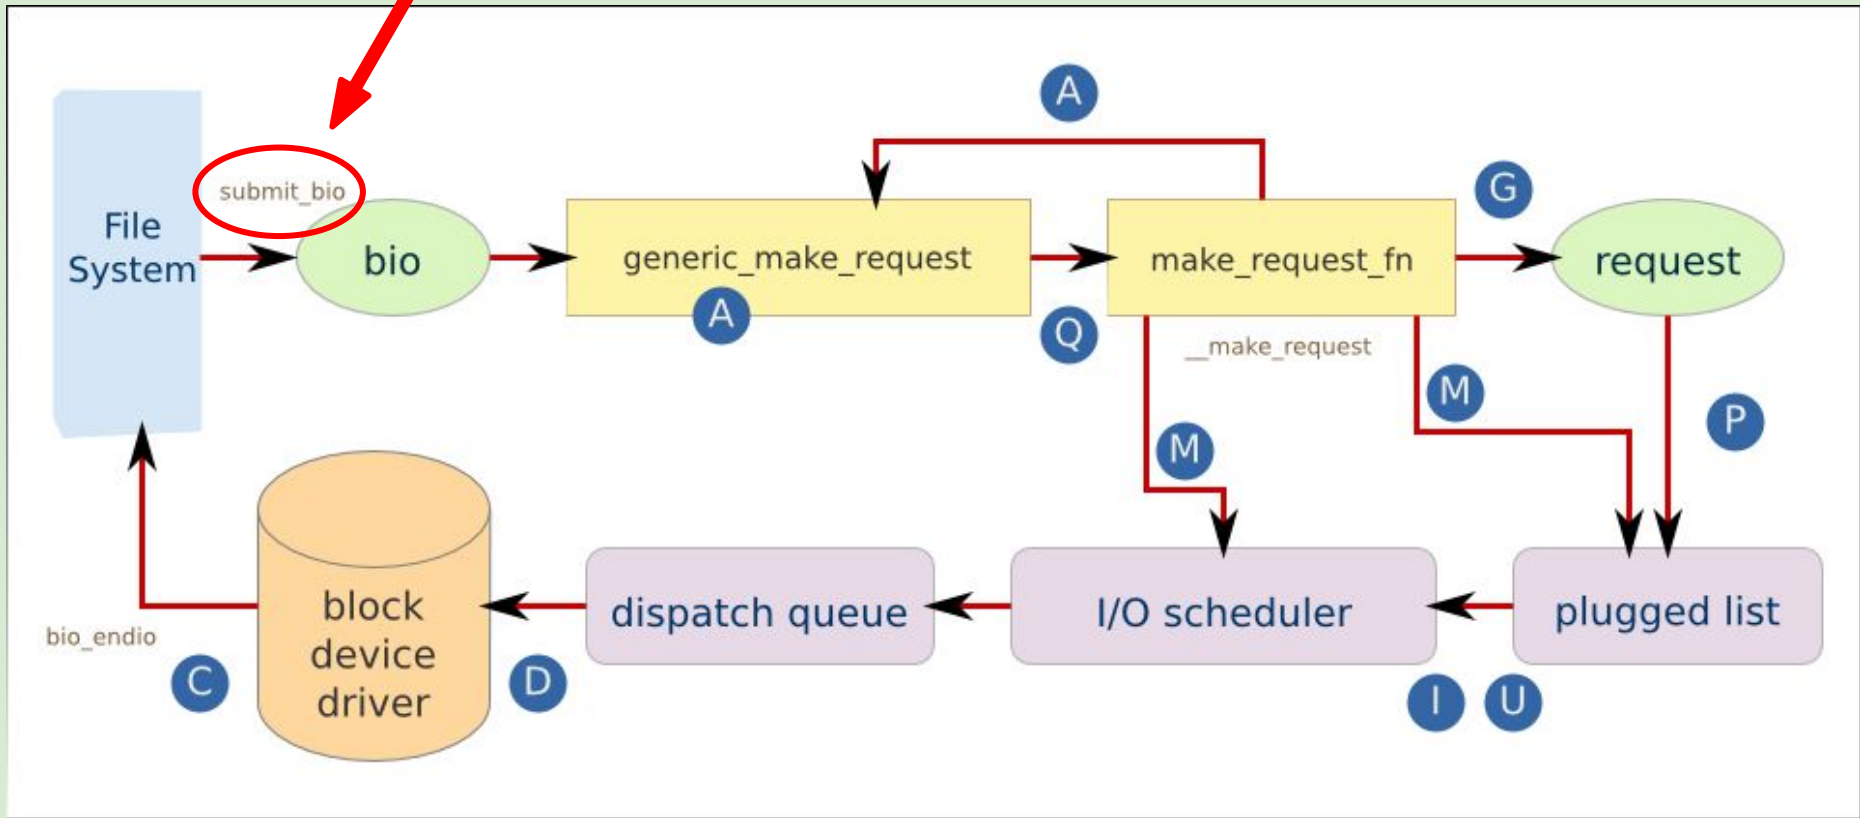 A
G
submit_bio
File
System
bio
generic_make_request
make_request_fn
request
A
Q
__make_request
M
M
P
block
device
driver
dispatch queue
I/O scheduler
plugged list
bio_endio
C
D
I
U